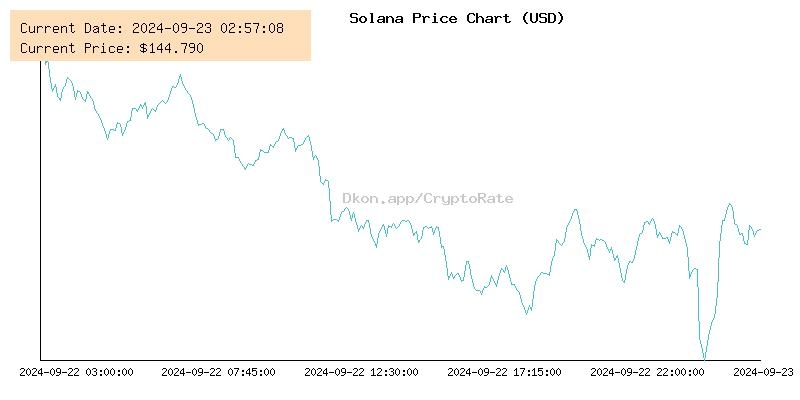 Solana Price Chart (USD)
Current Date: 2024-09-23 02:57:08
Current Price: $144.790
Dkon.app/CryptoRate
2024-09-22 03:00:00 2024-09-22 07:45:00 2024-09-22 12:30:00 2024-09-22 17:15:00 2024-09-22 22:00:00 2024-09-23